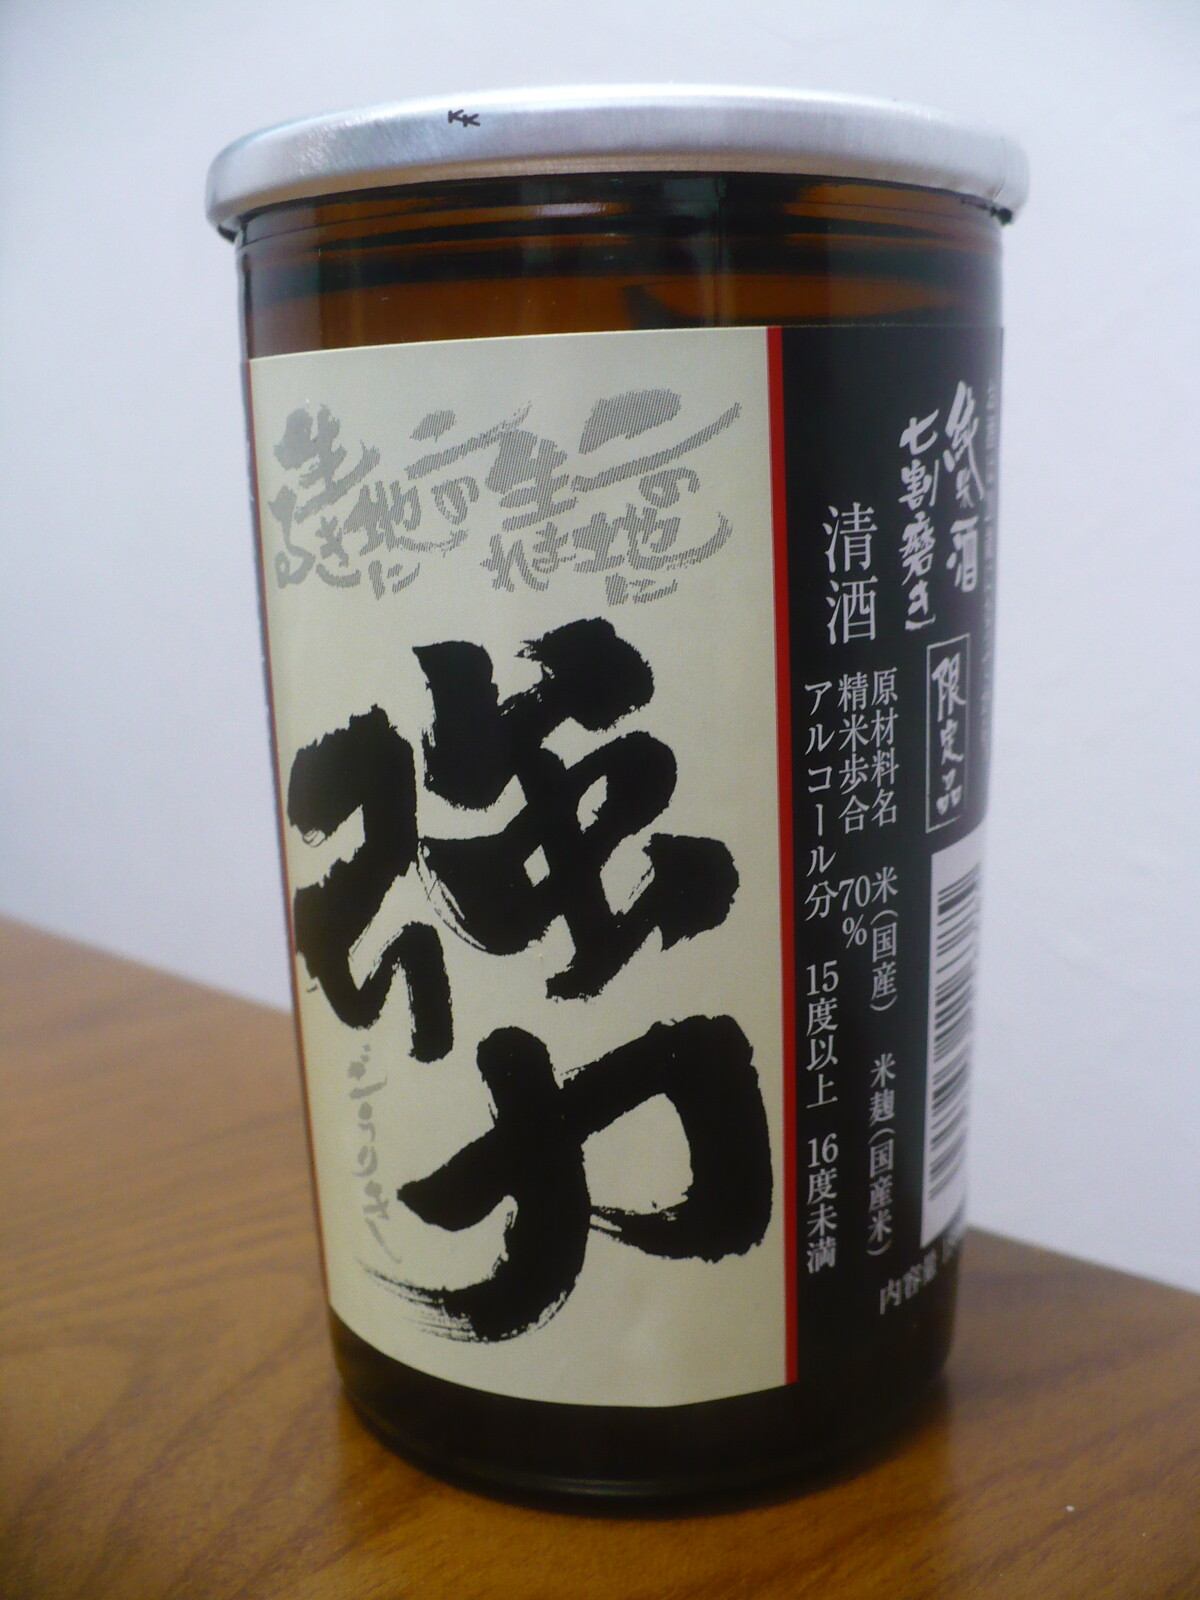 この地に
生まれ
この地に
生きる
強力
ごうりき
純米酒
七割磨き
限定品
清酒
原材料名 米(国産) 米麹(国産米)
精米歩合 70%
アルコール分 15度以上 16度未満
内容量